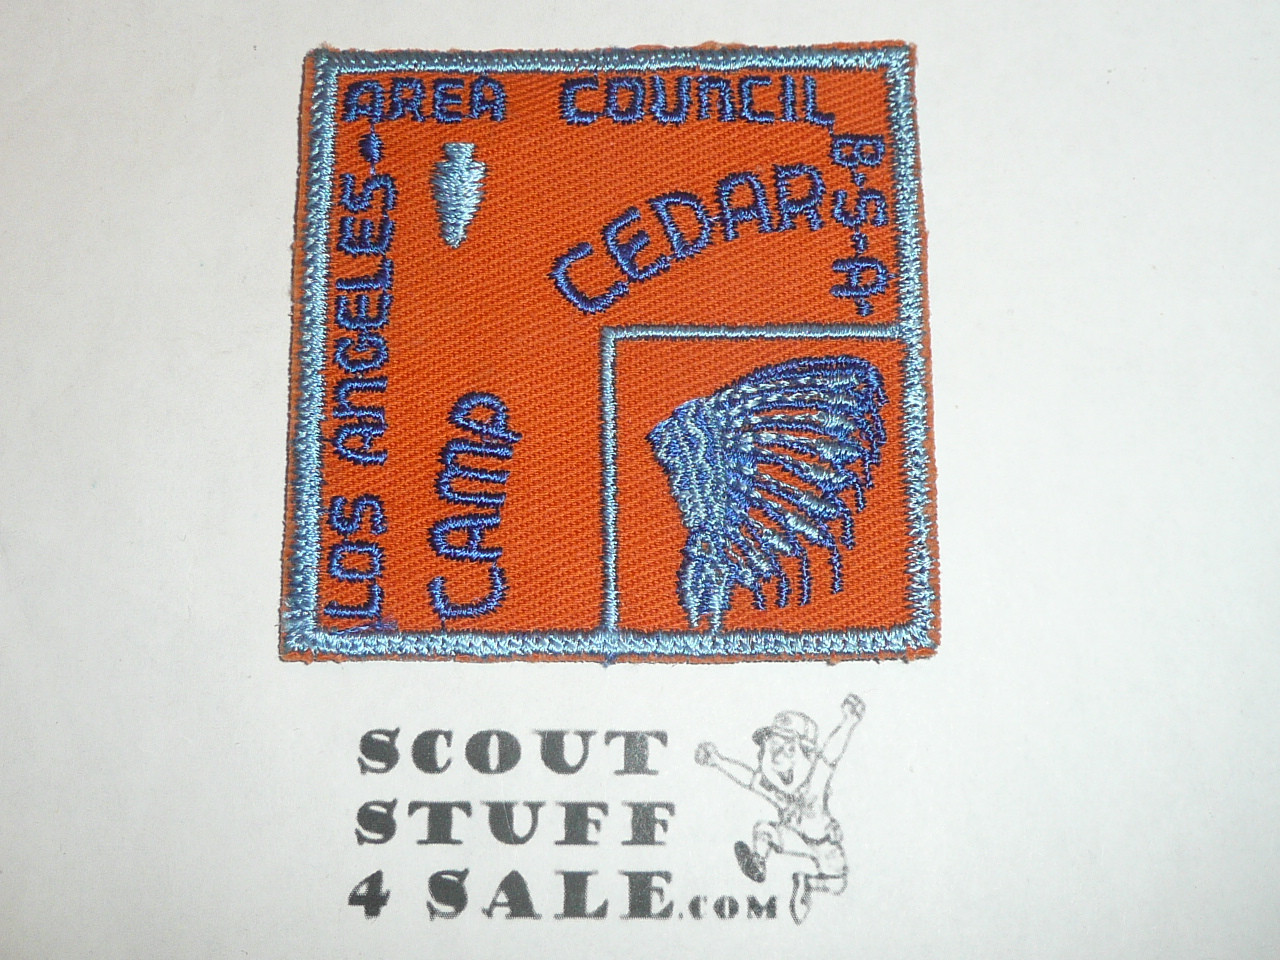 LOS ANGELES-
AREA COUNCIL
B-S-A-
CAMP
CEDAR
SCOUT
STUFF
4 SALE.COM